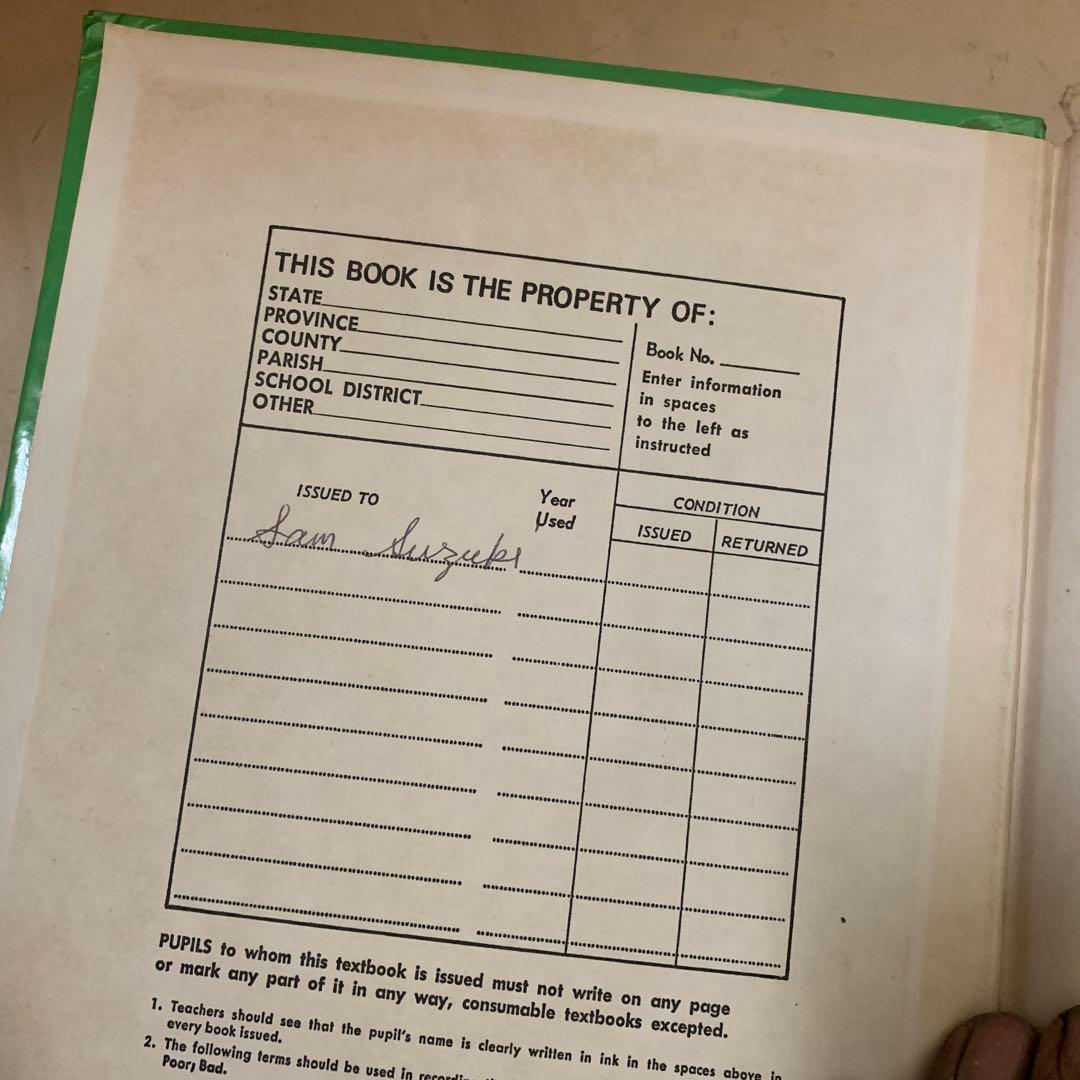 THIS BOOK IS THE PROPERTY OF:
STATE
PROVINCE
COUNTY
PARISH
SCHOOL DISTRICT
OTHER
Book No.
Enter information
in spaces
to the left as
instructed
ISSUED TO
Year
Used
CONDITION
ISSUED
RETURNED
Sam Suzuki
PUPILS to whom this textbook is issued must not write on any page
or mark any part of it in any way, consumable textbooks excepted.
1. Teachers should see that the pupil's name is clearly written in ink in the spaces above in
every book issued.
2. The following terms should be used in
Poor; Bad.